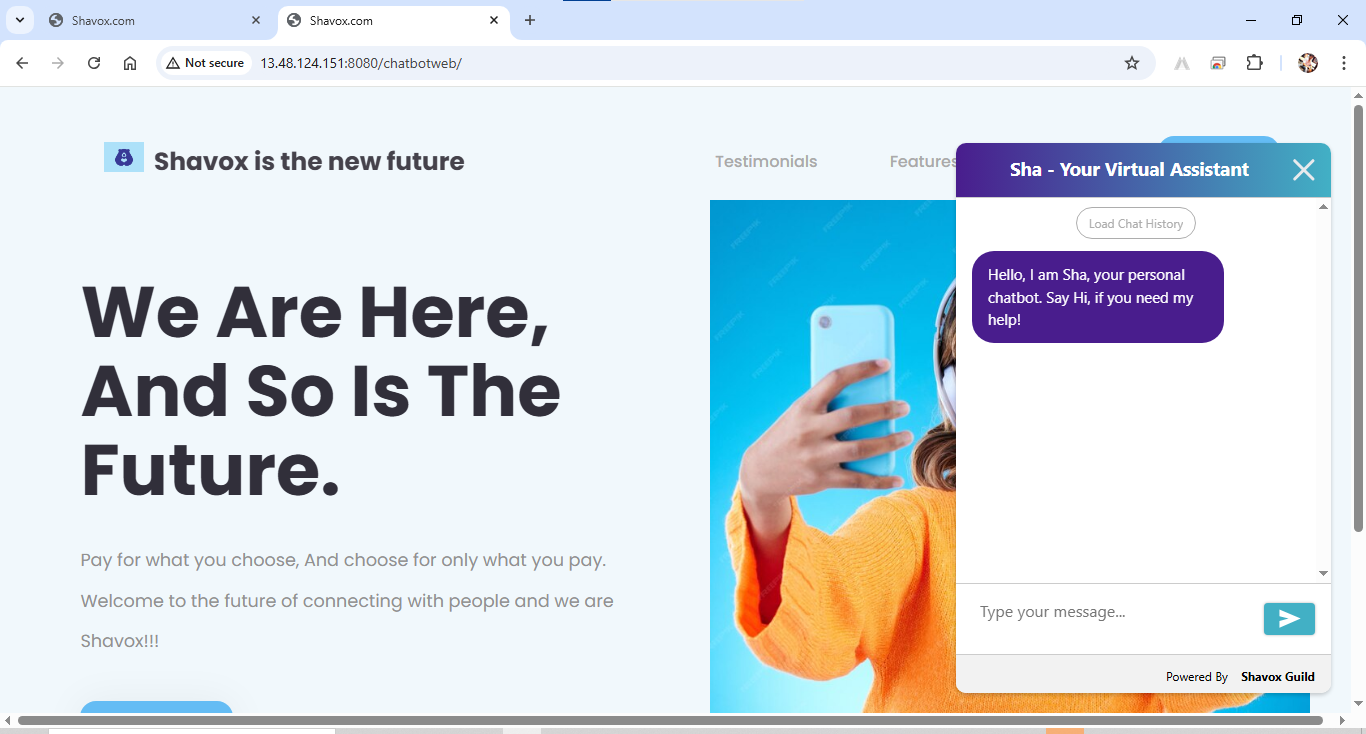 Shavox.com
Shavox.com
Not secure
13.48.124.151:8080/chatbotweb/
Shavox is the new future
Testimonials
Features
We Are Here,
And So Is The
Future.
Pay for what you choose, And choose for only what you pay.
Welcome to the future of connecting with people and we are
Shavox!!!
Sha - Your Virtual Assistant
Load Chat History
Hello, I am Sha, your personal
chatbot. Say Hi, if you need my
help!
Type your message...
Powered By Shavox Guild